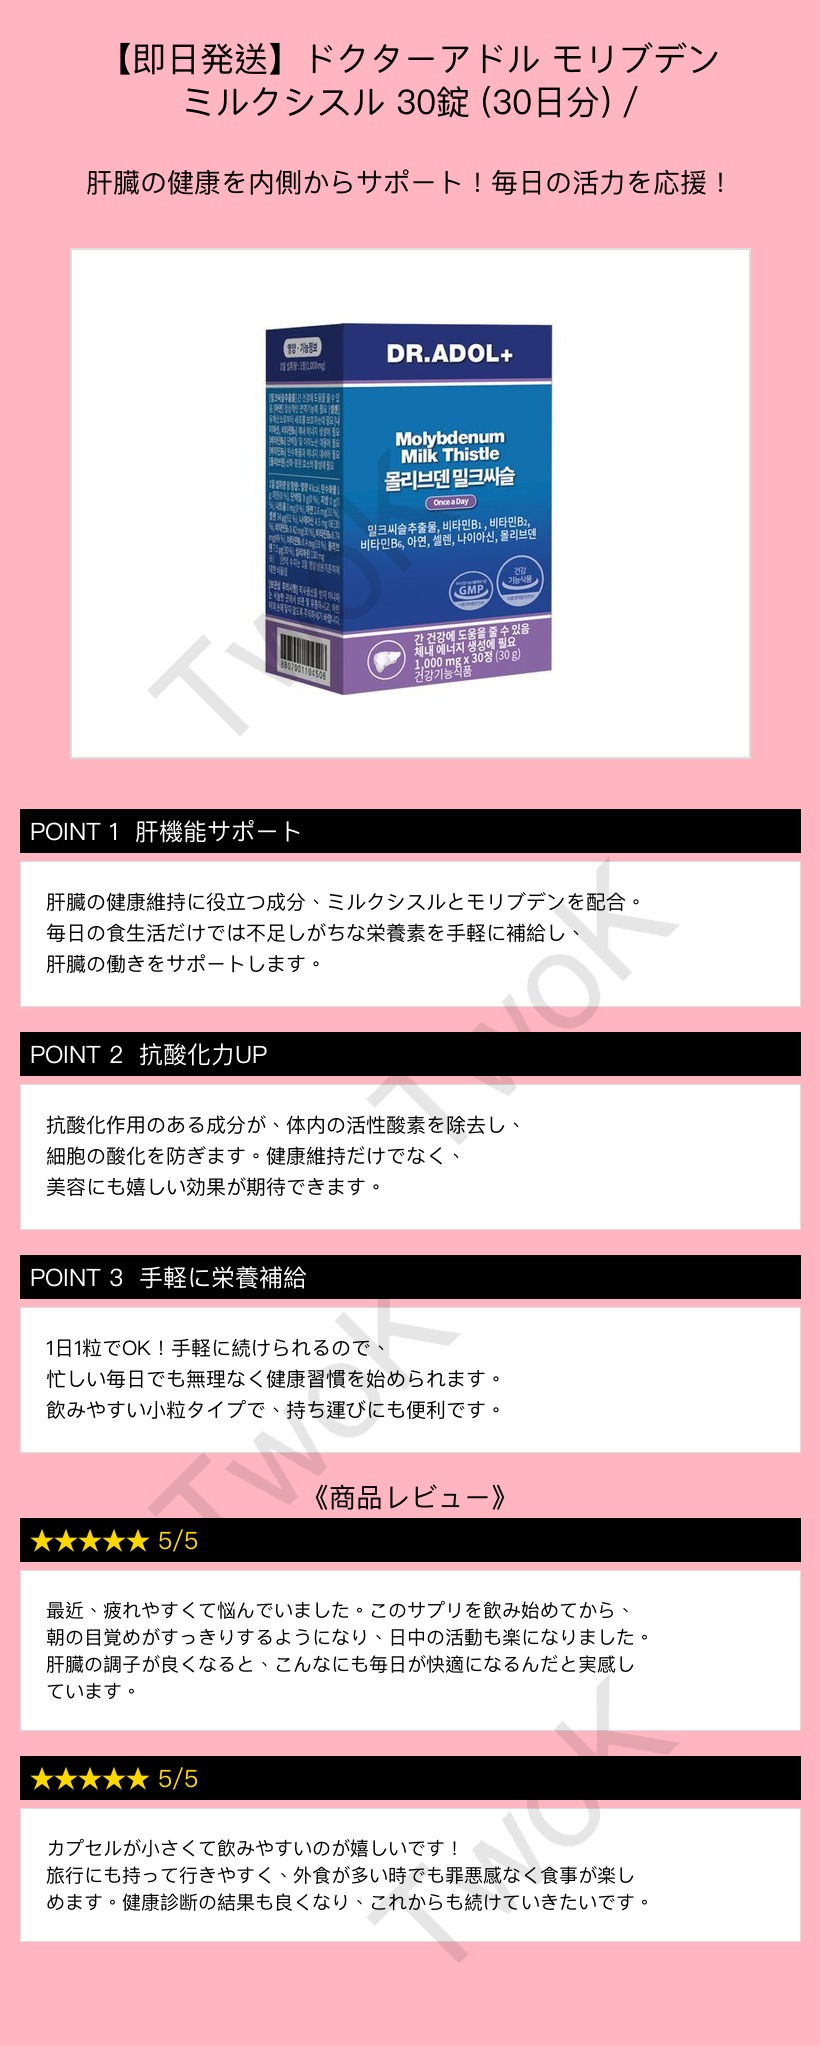 【即日発送】ドクターアドル モリブデン
ミルクシスル 30錠 (30日分) /
肝臓の健康を内側からサポート！毎日の活力を応援！
영양·기능정보
1일 섭취량 : 1정(1,000mg)
DR.ADOL+
Molybdenum
Milk Thistle
몰리브덴 밀크씨슬
Once a Day
밀크씨슬추출물, 비타민B₁, 비타민B₂,
비타민B₆, 아연, 셀렌, 나이아신, 몰리브덴
GMP
건강
기능식품
간 건강에 도움을 줄 수 있음
체내 에너지 생성에 필요
1,000 mg x 30정 (30 g)
건강기능식품
8807001104506
TwoK
POINT 1 肝機能サポート
肝臓の健康維持に役立つ成分、ミルクシスルとモリブデンを配合。
毎日の食生活だけでは不足しがちな栄養素を手軽に補給し、
肝臓の働きをサポートします。
TwoK
POINT 2 抗酸化力UP
抗酸化作用のある成分が、体内の活性酸素を除去し、
細胞の酸化を防ぎます。健康維持だけでなく、
美容にも嬉しい効果が期待できます。
POINT 3 手軽に栄養補給
1日1粒でOK！手軽に続けられるので、
忙しい毎日でも無理なく健康習慣を始められます。
飲みやすい小粒タイプで、持ち運びにも便利です。
TwoK
《商品レビュー》
★★★★★ 5/5
最近、疲れやすくて悩んでいました。このサプリを飲み始めてから、
朝の目覚めがすっきりするようになり、日中の活動も楽になりました。
肝臓の調子が良くなると、こんなにも毎日が快適になるんだと実感し
ています。
★★★★★ 5/5
カプセルが小さくて飲みやすいのが嬉しいです！
旅行にも持って行きやすく、外食が多い時でも罪悪感なく食事が楽し
めます。健康診断の結果も良くなり、これからも続けていきたいです。
TwoK